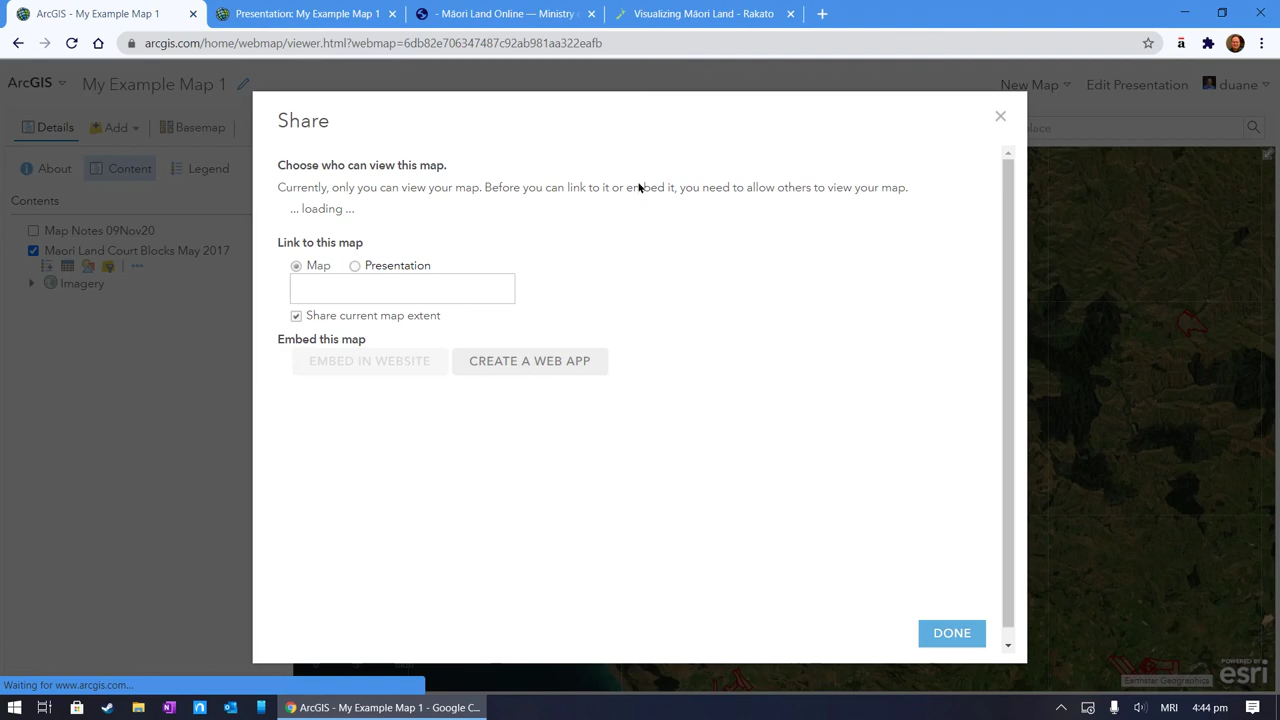 ArcGIS - My Example Map 1
Presentation: My Example Map 1
- Māori Land Online — Ministry
Visualizing Māori Land - Rakato
arcgis.com/home/webmap/viewer.html?webmap=6db82e706347487c92ab981aa322eafb
ArcGIS
My Example Map 1
New Map
Edit Presentation
duane
Details
Add
Basemap
lace
About
Content
Legend
Contents
Map Notes 09Nov20
Maori Land Court Blocks May 2017
Imagery
Share
Choose who can view this map.
Currently, only you can view your map. Before you can link to it or embed it, you need to allow others to view your map.
... loading ...
Link to this map
Map
Presentation
Share current map extent
Embed this map
EMBED IN WEBSITE
CREATE A WEB APP
DONE
POWERED BY
esri
Earthstar Geographics
Waiting for www.arcgis.com...
ArcGIS - My Example Map 1 - Google C...
MRI
4:44 pm